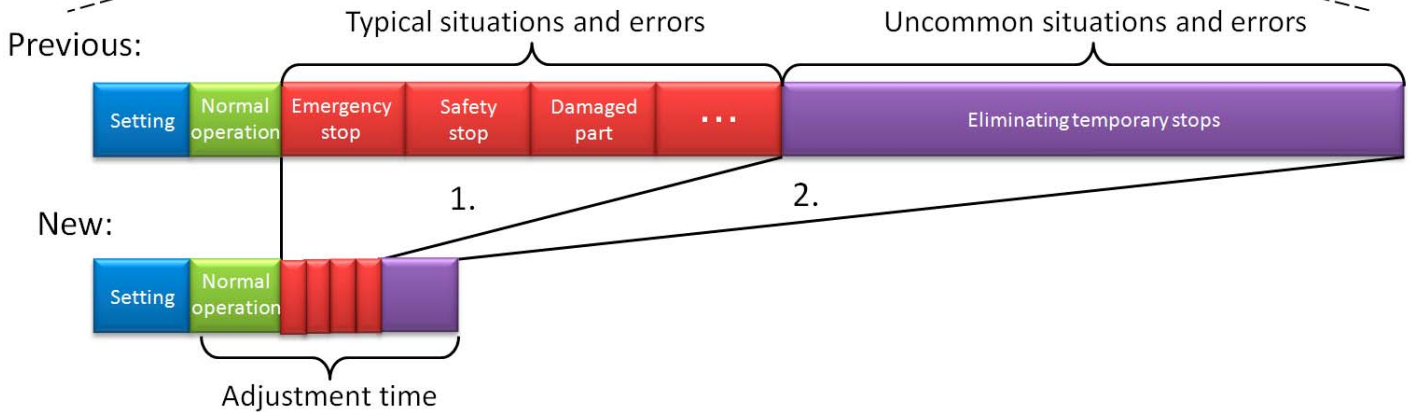 Typical situations and errors
Uncommon situations and errors
Previous:
Setting
Normal
operation
Emergency
stop
Safety
stop
Damaged
part
...
Eliminating temporary stops
1.
2.
New:
Setting
Normal
operation
Adjustment time